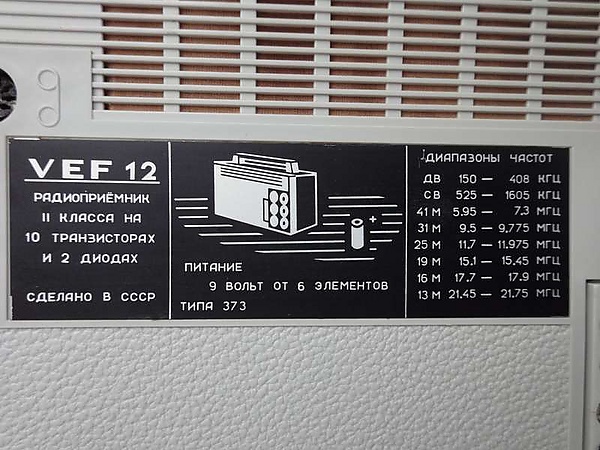 VEF 12
РАДИОПРИЁМНИК
II КЛАССА НА
10 ТРАНЗИСТОРАХ
И 2 ДИОДАХ
СДЕЛАНО В СССР
+
ПИТАНИЕ
9 ВОЛЬТ ОТ 6 ЭЛЕМЕНТОВ
ТИПА 373
ДИАПАЗОНЫ ЧАСТОТ
ДВ 150 — 408 КГЦ
СВ 525 — 1605 КГЦ
41 М 5.95 — 7.3 МГЦ
31 М 9.5 — 9,775 МГЦ
25 М 11.7 — 11.975 МГЦ
19 М 15.1 — 15.45 МГЦ
16 М 17.7 — 17.9 МГЦ
13 М 21.45 — 21.75 МГЦ